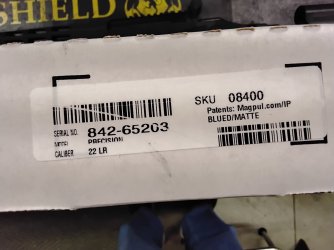 SHIELD
SKU 08400
Patents: Magpul.com/IP
BLUED/MATTE
SERIAL NO. 842-65203
MODEL PRECISION
CALIBER 22 LR